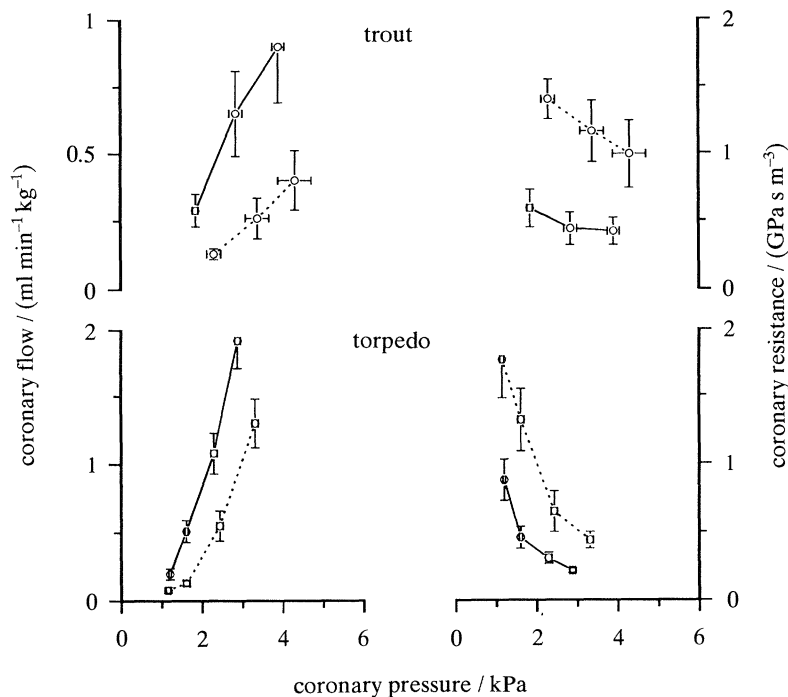 trout
1
0.5
0
2
1
0
coronary flow / (ml min⁻¹ kg⁻¹)
coronary resistance / (GPa s m⁻³)
torpedo
2
1
0
2
1
0
0 2 4 6
0 2 4 6
coronary pressure / kPa